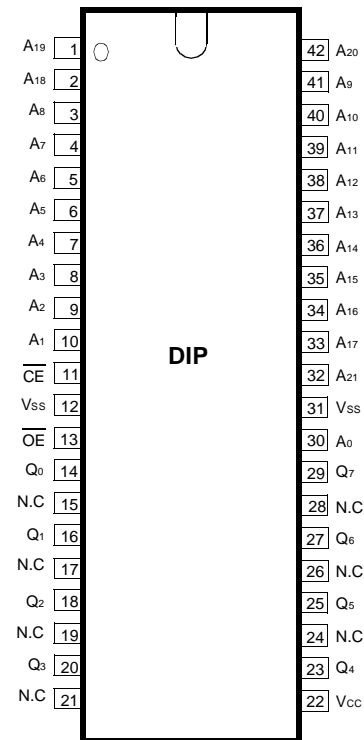 A19 1 42 A20
A18 2 41 A9
A8 3 40 A10
A7 4 39 A11
A6 5 38 A12
A5 6 37 A13
A4 7 36 A14
A3 8 35 A15
A2 9 34 A16
A1 10 33 A17
DIP
CE 11 32 A21
VSS 12 31 VSS
OE 13 30 A0
Q0 14 29 Q7
N.C 15 28 N.C
Q1 16 27 Q6
N.C 17 26 N.C
Q2 18 25 Q5
N.C 19 24 N.C
Q3 20 23 Q4
N.C 21 22 VCC